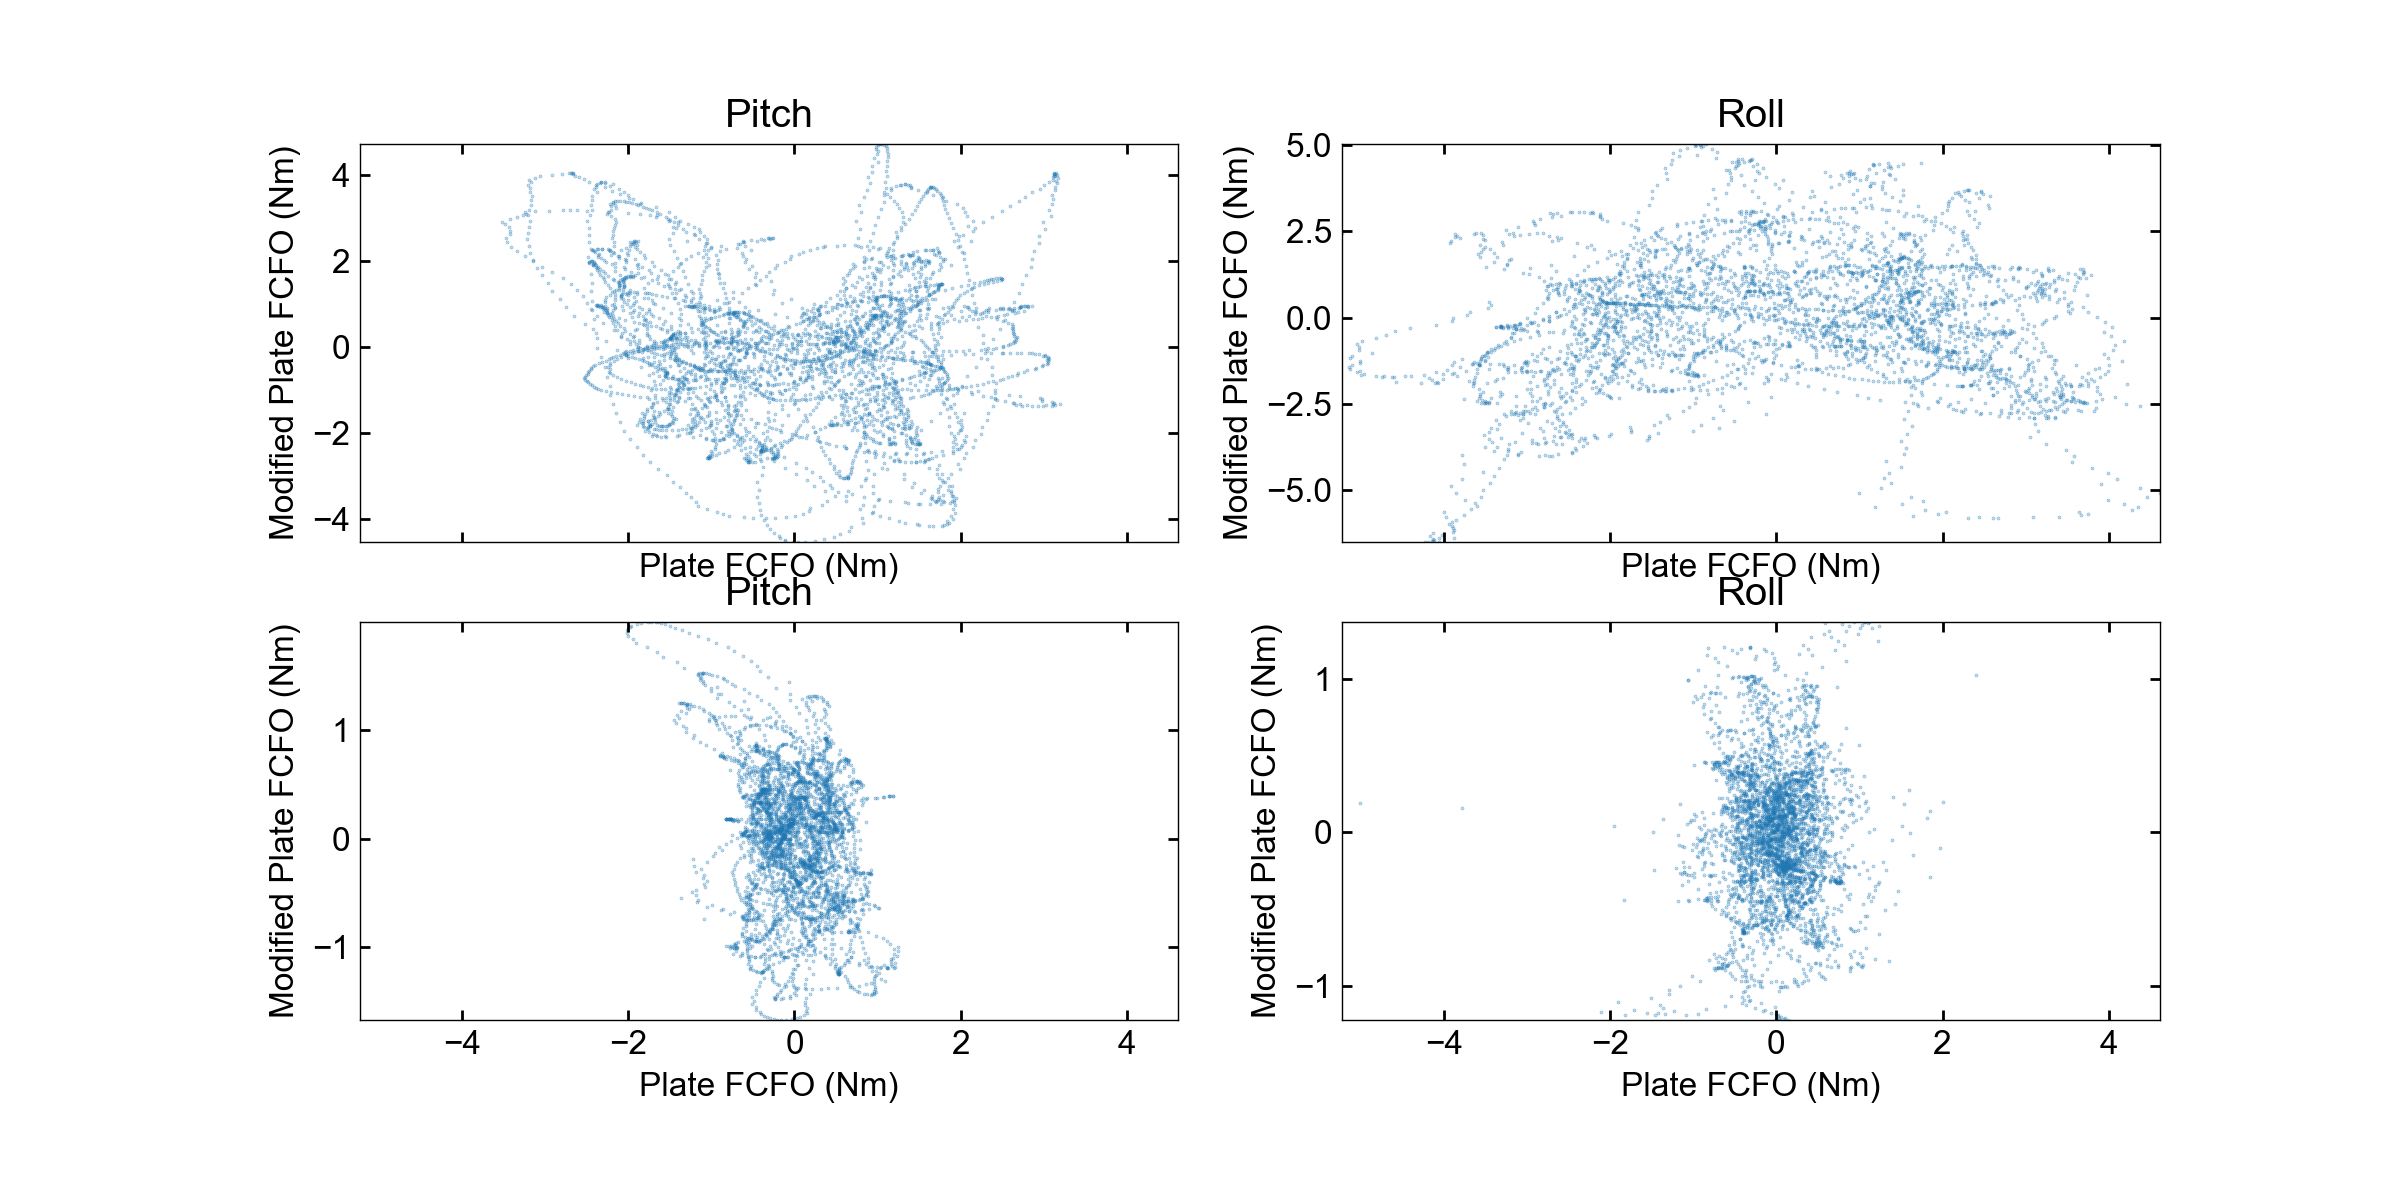 Pitch
Roll
Modified Plate FCFO (Nm)
4
2
0
−2
−4
Modified Plate FCFO (Nm)
5.0
2.5
0.0
−2.5
−5.0
Plate FCFO (Nm)
Plate FCFO (Nm)
Pitch
Roll
Modified Plate FCFO (Nm)
1
0
−1
Modified Plate FCFO (Nm)
1
0
−1
−4 −2 0 2 4
−4 −2 0 2 4
Plate FCFO (Nm)
Plate FCFO (Nm)